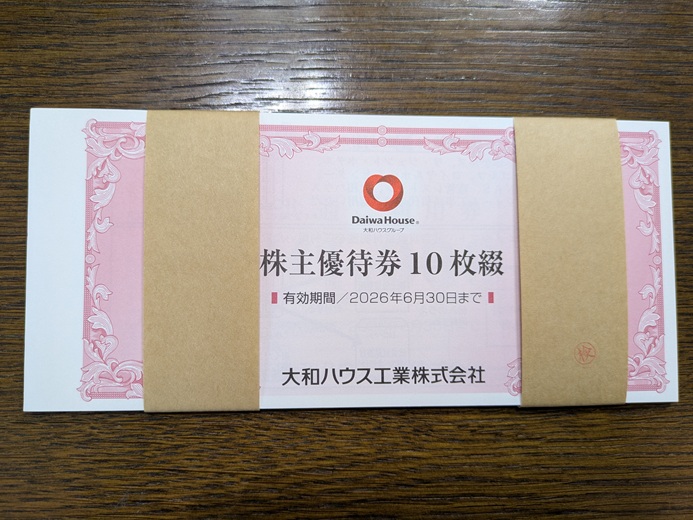 Daiwa House®
大和ハウスグループ
株主優待券10枚綴
有効期間／2026年6月30日まで
大和ハウス工業株式会社